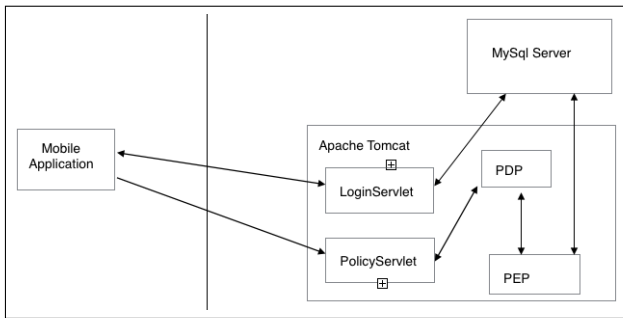 MySql Server
Mobile
Application
Apache Tomcat
LoginServlet
PDP
PolicyServlet
PEP